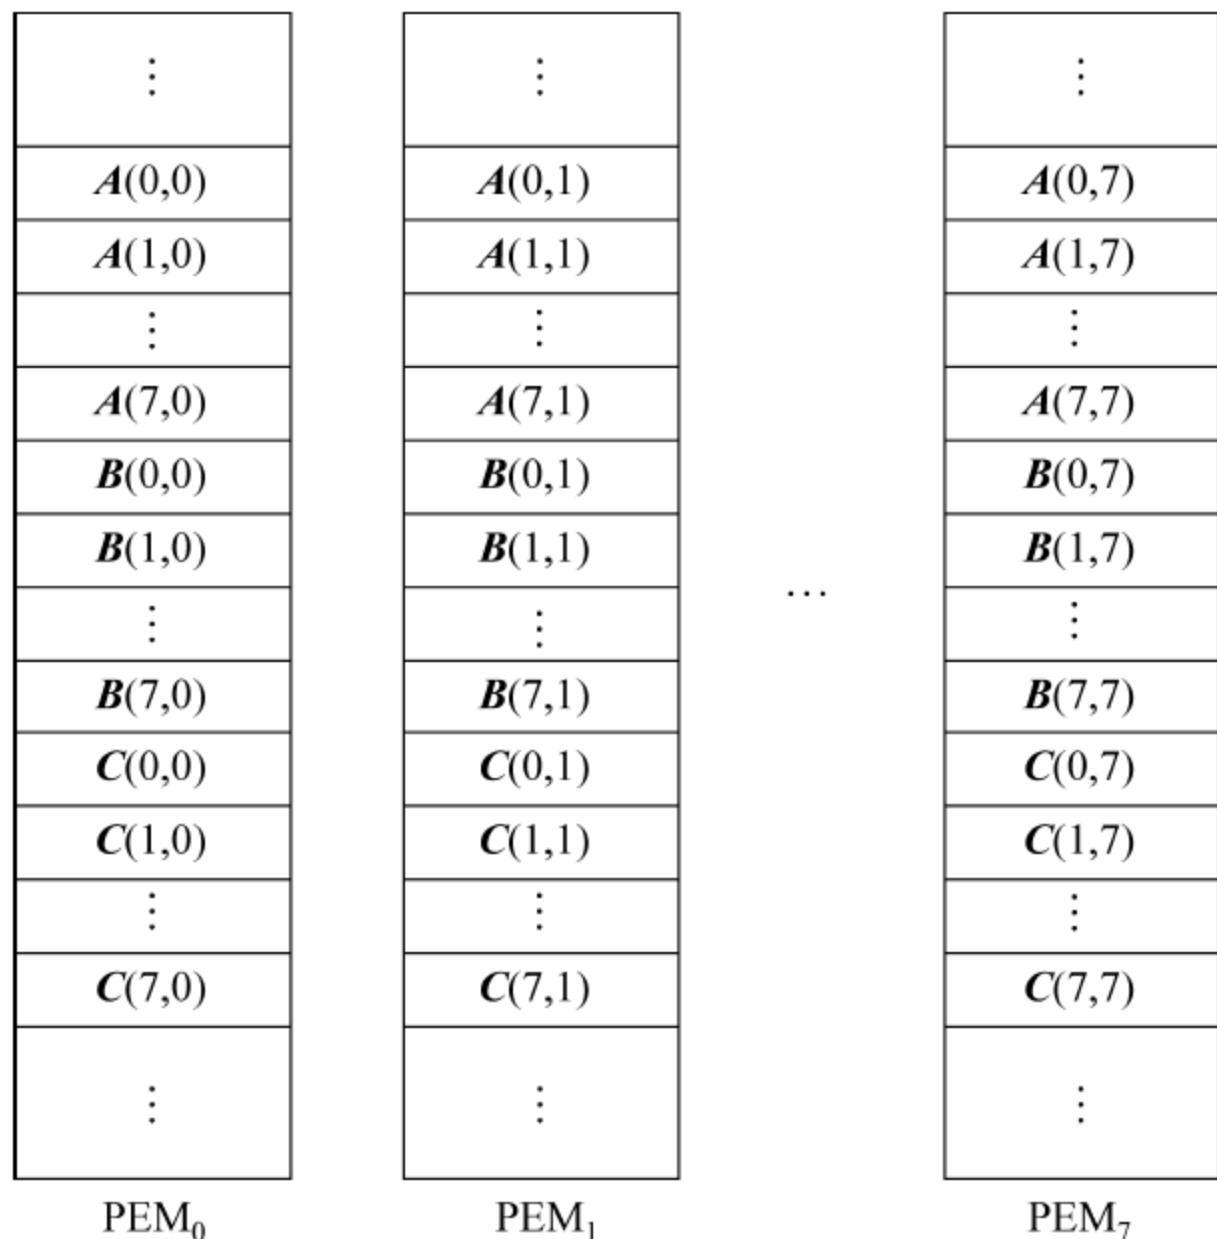 ⋮ ⋮ ⋮
A(0,0) A(0,1) A(0,7)
A(1,0) A(1,1) A(1,7)
⋮ ⋮ ⋮
A(7,0) A(7,1) A(7,7)
B(0,0) B(0,1) B(0,7)
B(1,0) B(1,1) B(1,7)
⋮ ⋮ … ⋮
B(7,0) B(7,1) B(7,7)
C(0,0) C(0,1) C(0,7)
C(1,0) C(1,1) C(1,7)
⋮ ⋮ ⋮
C(7,0) C(7,1) C(7,7)
⋮ ⋮ ⋮
PEM₀ PEM₁ PEM₇